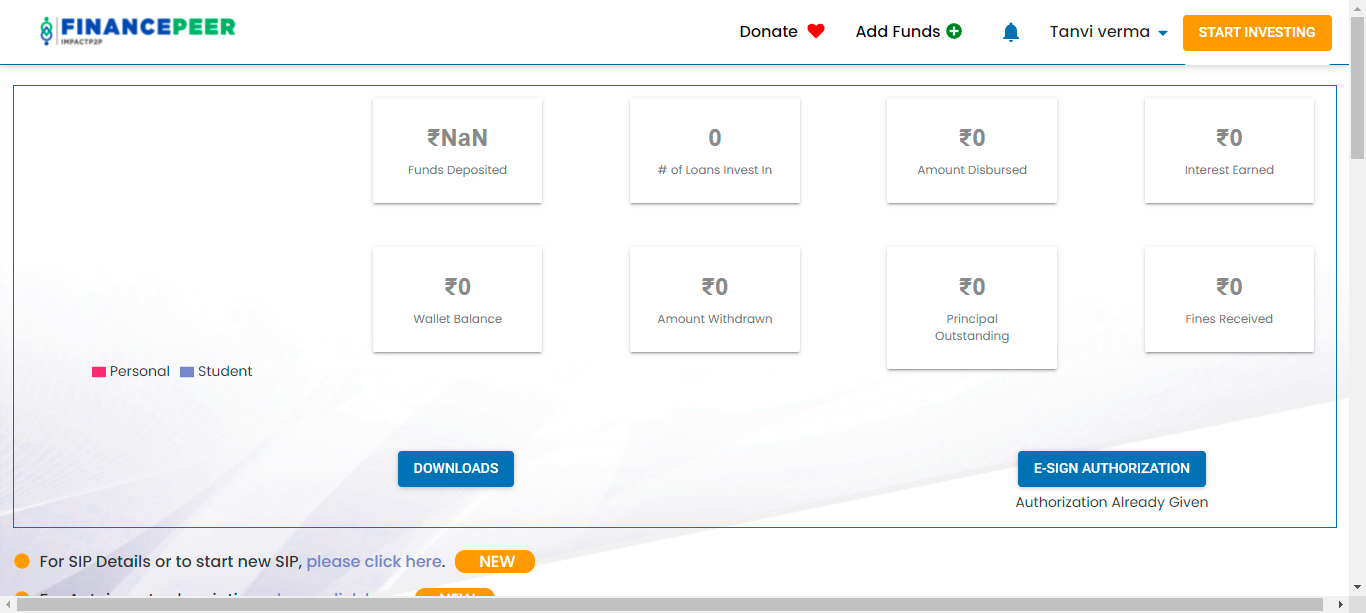 FINANCEPEER
IMPACTP2P
Donate
Add Funds
Tanvi verma
START INVESTING
₹NaN
Funds Deposited
0
# of Loans Invest In
₹0
Amount Disbursed
₹0
Interest Earned
₹0
Wallet Balance
₹0
Amount Withdrawn
₹0
Principal
Outstanding
₹0
Fines Received
Personal Student
DOWNLOADS
E-SIGN AUTHORIZATION
Authorization Already Given
For SIP Details or to start new SIP, please click here. NEW
NEW